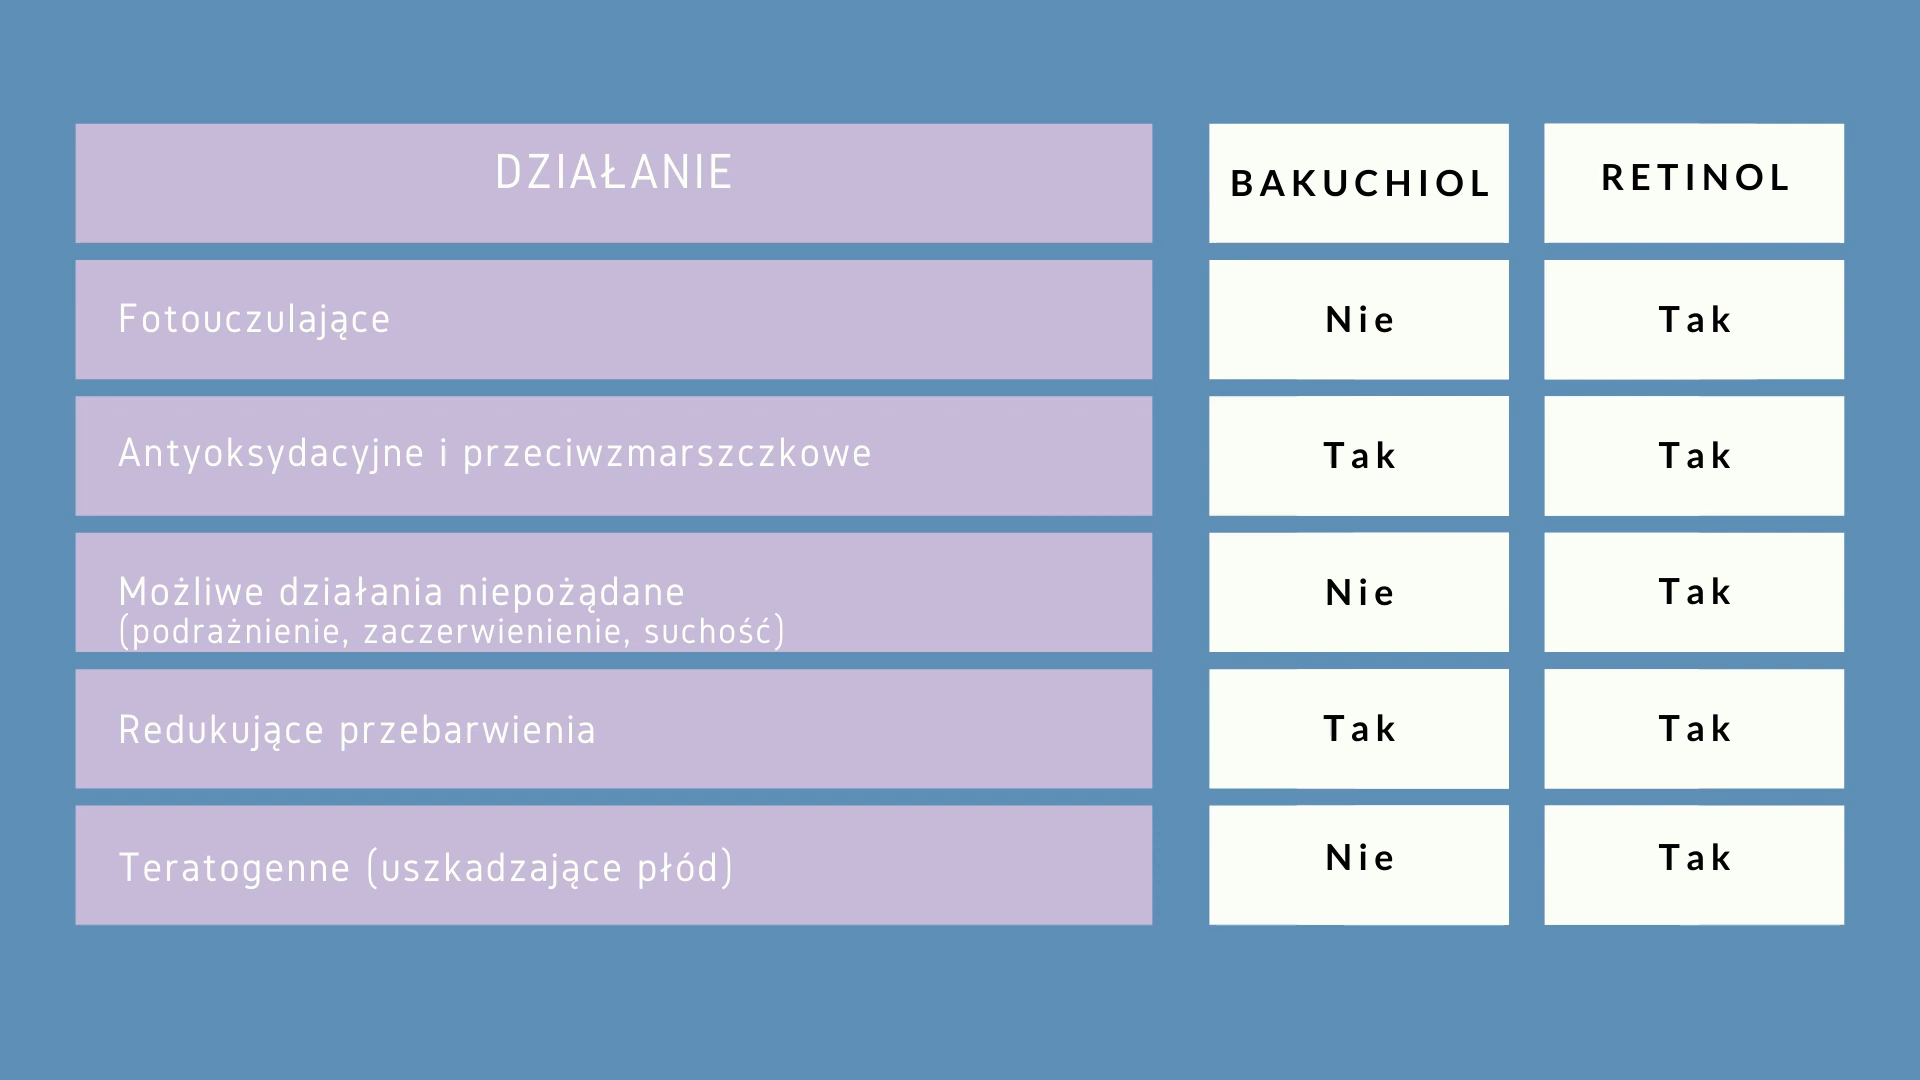 DZIAŁANIE BAKUCHIOL RETINOL
Fotouczulające Nie Tak
Antyoksydacyjne i przeciwzmarszczkowe Tak Tak
Możliwe działania niepożądane Nie Tak
(podrażnienie, zaczerwienienie, suchość)
Redukujące przebarwienia Tak Tak
Teratogenne (uszkadzające płód) Nie Tak